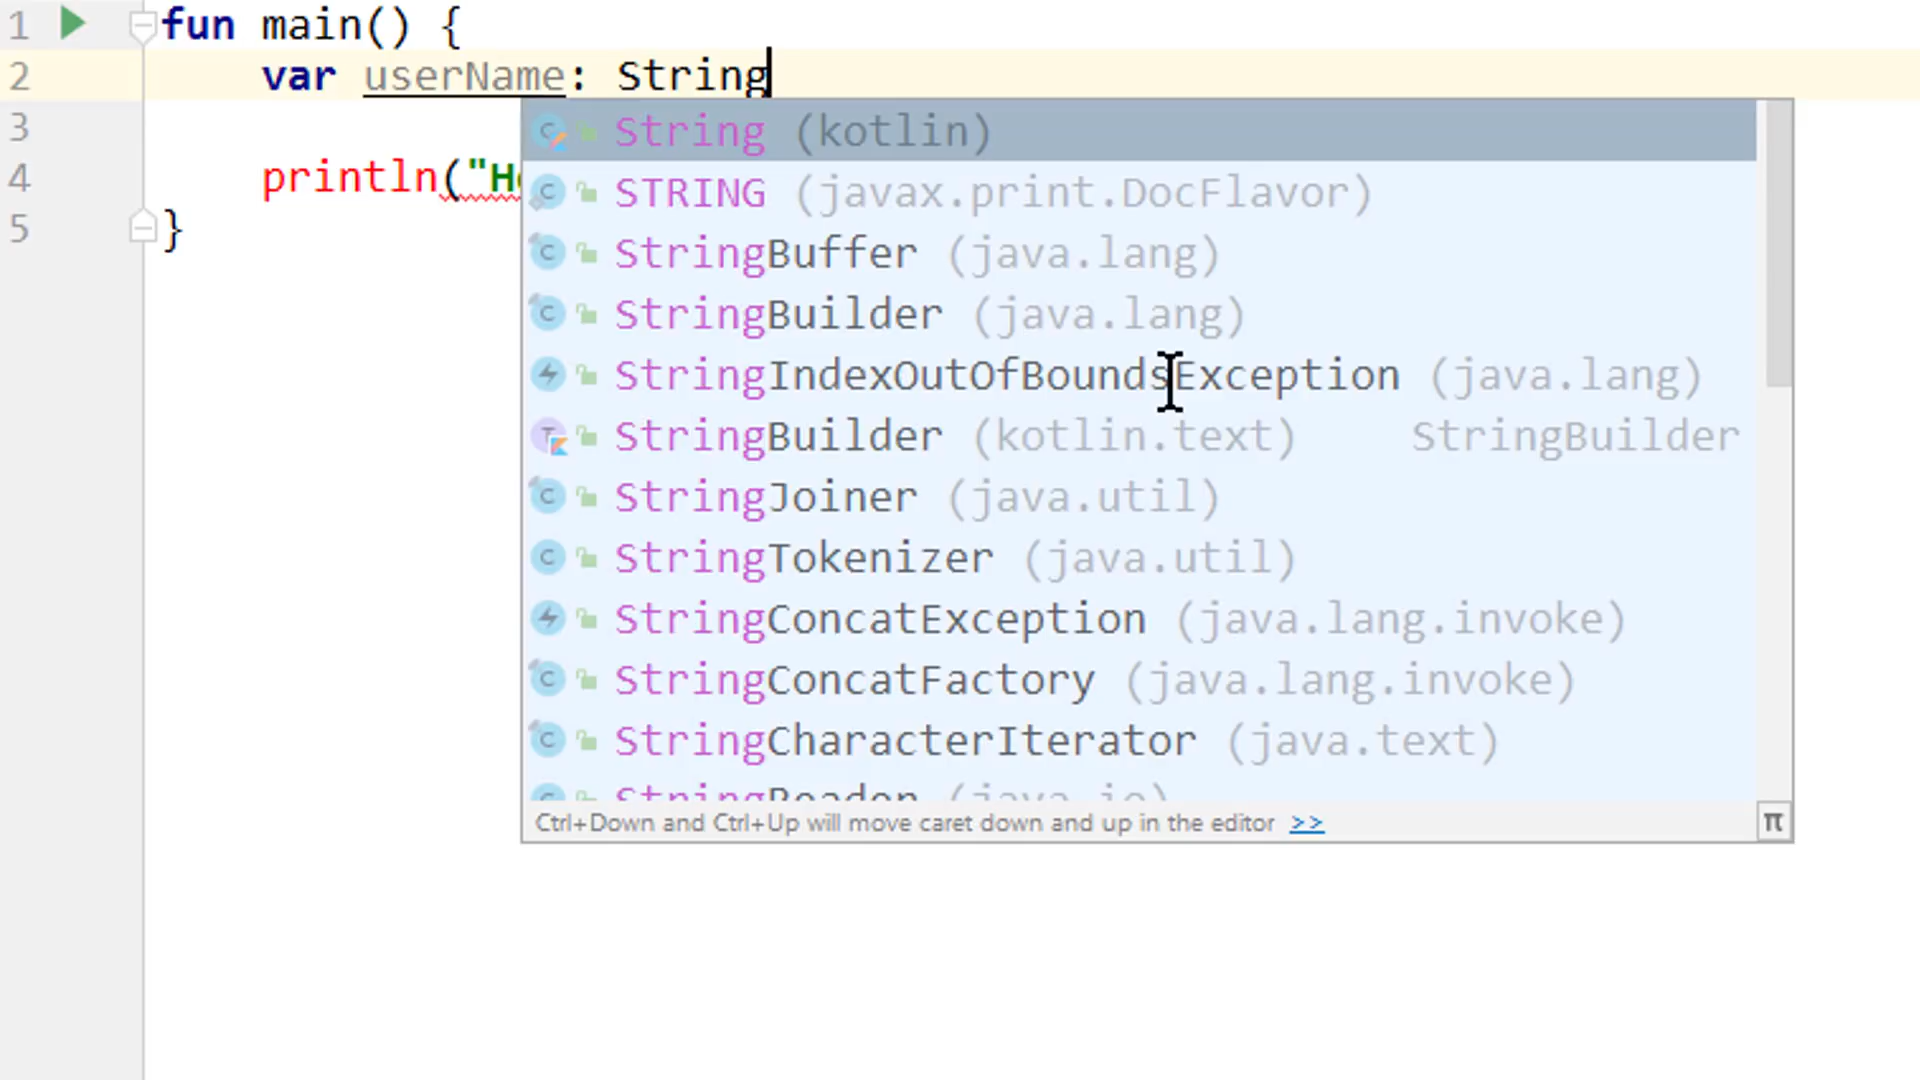 1 fun main() {
2 var userName: String
3
4 println("H
5 }
String (kotlin)
STRING (javax.print.DocFlavor)
StringBuffer (java.lang)
StringBuilder (java.lang)
StringIndexOutOfBoundsException (java.lang)
StringBuilder (kotlin.text) StringBuilder
StringJoiner (java.util)
StringTokenizer (java.util)
StringConcatException (java.lang.invoke)
StringConcatFactory (java.lang.invoke)
StringCharacterIterator (java.text)
StringReader (java.io)
Ctrl+Down and Ctrl+Up will move caret down and up in the editor >> π